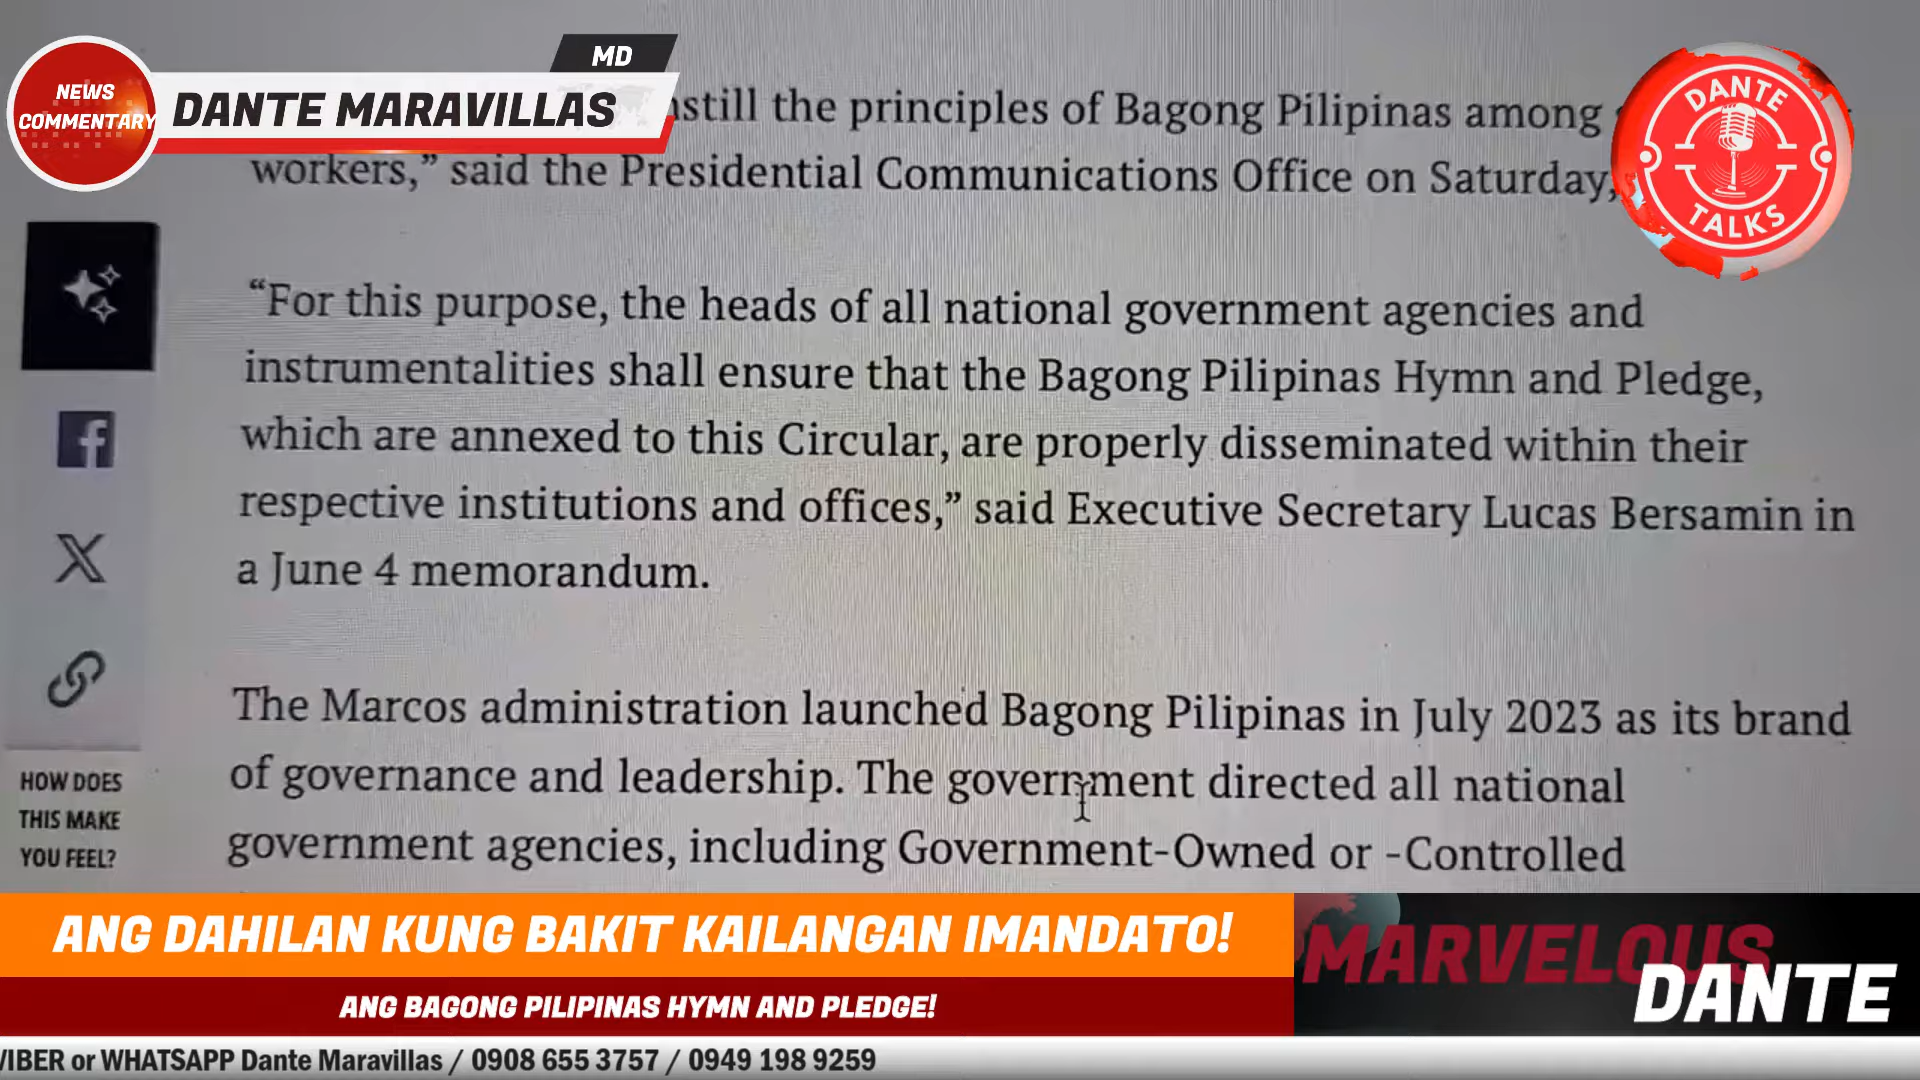 MD
NEWS
COMMENTARY
DANTE MARAVILLAS
DANTE
TALKS
the principles of Bagong Pilipinas among
workers,” said the Presidential Communications Office on Saturday,
“For this purpose, the heads of all national government agencies and
instrumentalities shall ensure that the Bagong Pilipinas Hymn and Pledge,
which are annexed to this Circular, are properly disseminated within their
respective institutions and offices,” said Executive Secretary Lucas Bersamin in
a June 4 memorandum.
The Marcos administration launched Bagong Pilipinas in July 2023 as its brand
of governance and leadership. The government directed all national
government agencies, including Government-Owned or -Controlled
HOW DOES
THIS MAKE
YOU FEEL?
ANG DAHILAN KUNG BAKIT KAILANGAN IMANDATO!
ANG BAGONG PILIPINAS HYMN AND PLEDGE!
MARVELOUS
DANTE
VIBER or WHATSAPP Dante Maravillas / 0908 655 3757 / 0949 198 9259